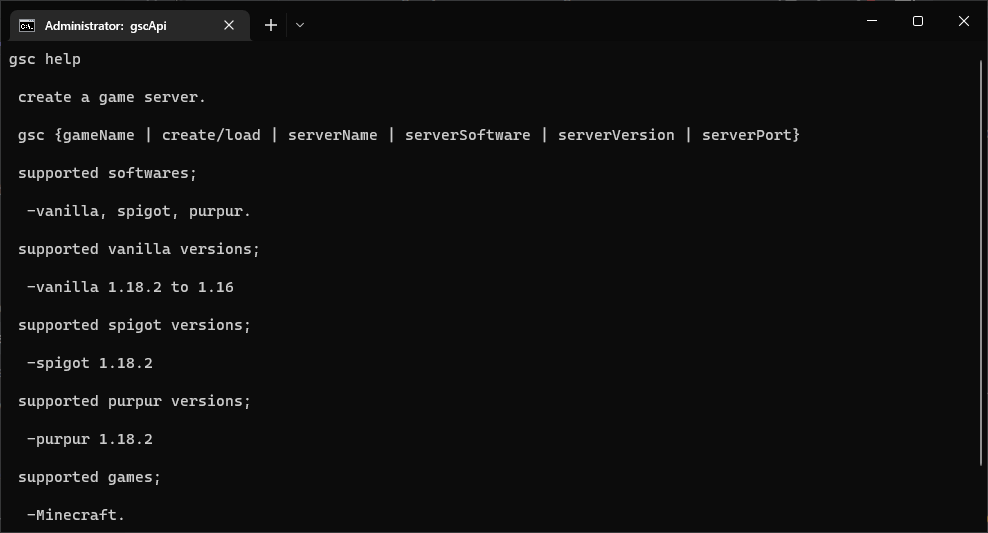 Administrator: gscApi
gsc help
create a game server.
gsc {gameName | create/load | serverName | serverSoftware | serverVersion | serverPort}
supported softwares;
-vanilla, spigot, purpur.
supported vanilla versions;
-vanilla 1.18.2 to 1.16
supported spigot versions;
-spigot 1.18.2
supported purpur versions;
-purpur 1.18.2
supported games;
-Minecraft.